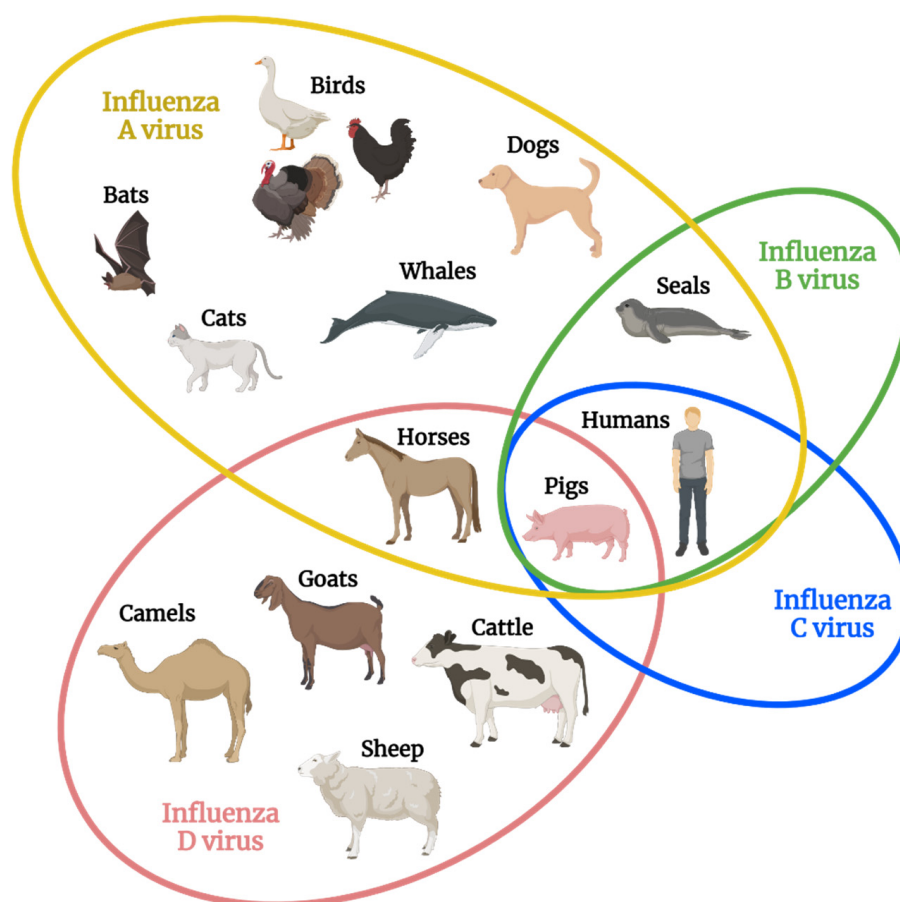 Influenza
A virus
Birds
Dogs
Bats
Influenza
B virus
Whales
Seals
Cats
Humans
Horses
Pigs
Goats
Camels
Influenza
C virus
Cattle
Sheep
Influenza
D virus